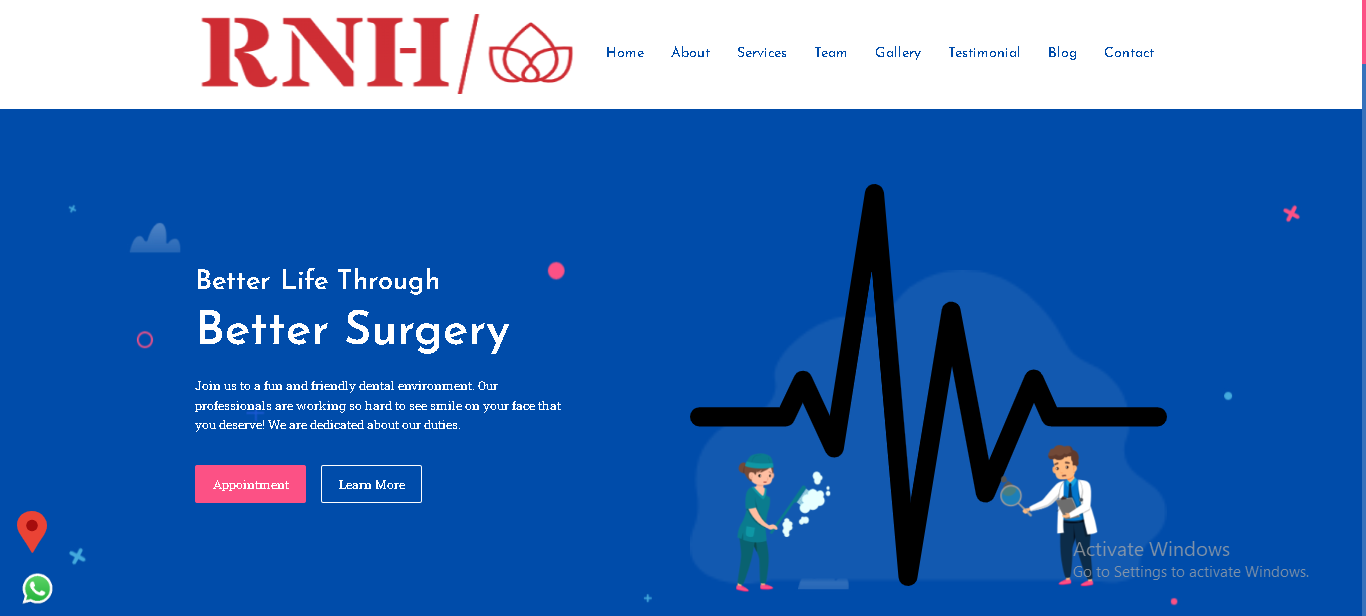 RNH/
Home About Services Team Gallery Testimonial Blog Contact
Better Life Through
Better Surgery
Join us to a fun and friendly dental environment. Our
professionals are working so hard to see smile on your face that
you deserve! We are dedicated about our duties.
Appointment Learn More
Activate Windows
Go to Settings to activate Windows.